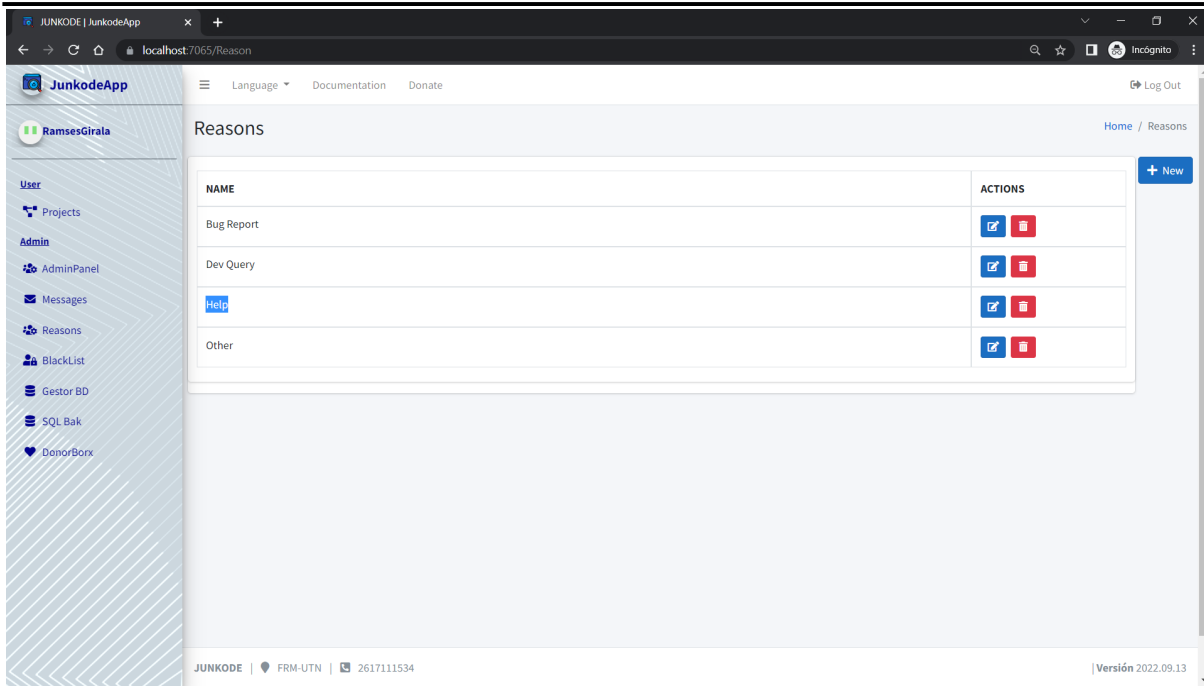 JUNKODE | JunkodeApp
localhost:7065/Reason
Incógnito
JunkodeApp
Language
Documentation
Donate
Log Out
RamsesGirala
Reasons
Home / Reasons
New
User
Projects
Admin
AdminPanel
Messages
Reasons
BlackList
Gestor BD
SQL Bak
DonorBorx
NAME ACTIONS
Bug Report
Dev Query
Help
Other
JUNKODE | FRM-UTN | 2617111534
| Versión 2022.09.13